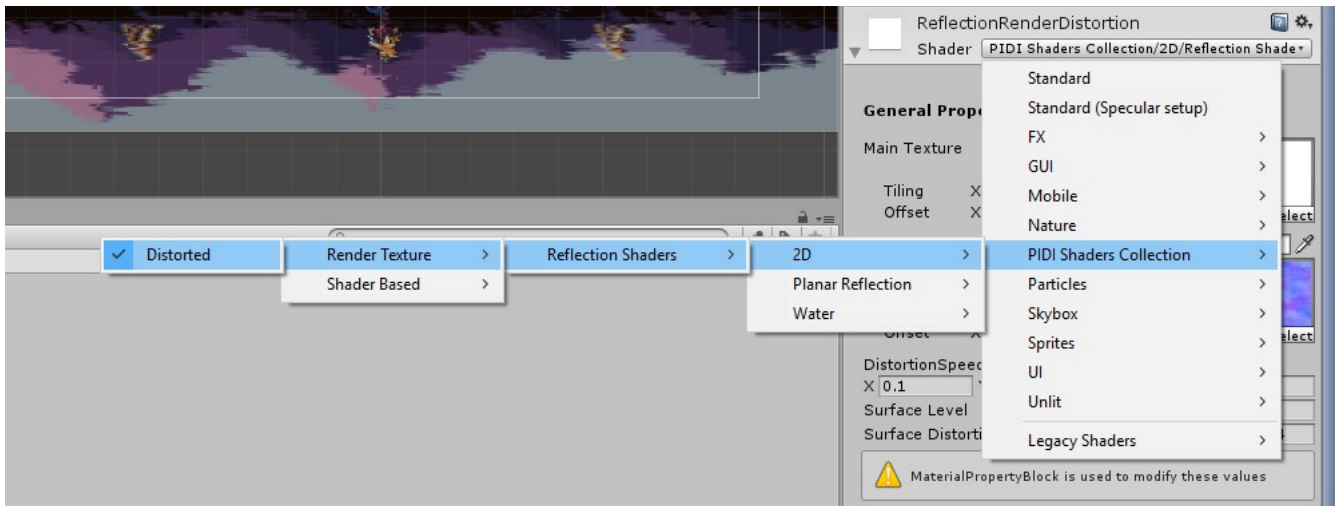 ReflectionRenderDistortion
Shader PIDI Shaders Collection/2D/Reflection Shade
Standard
General Prope
Standard (Specular setup)
FX
Main Texture
GUI
Tiling X
Mobile
Offset X
Nature
Distorted
Render Texture
Reflection Shaders
2D
PIDI Shaders Collection
Shader Based
Planar Reflection
Particles
Water
Skybox
Sprites
DistortionSpeed
UI
X 0.1
Unlit
Surface Level
Surface Distorti
Legacy Shaders
MaterialPropertyBlock is used to modify these values